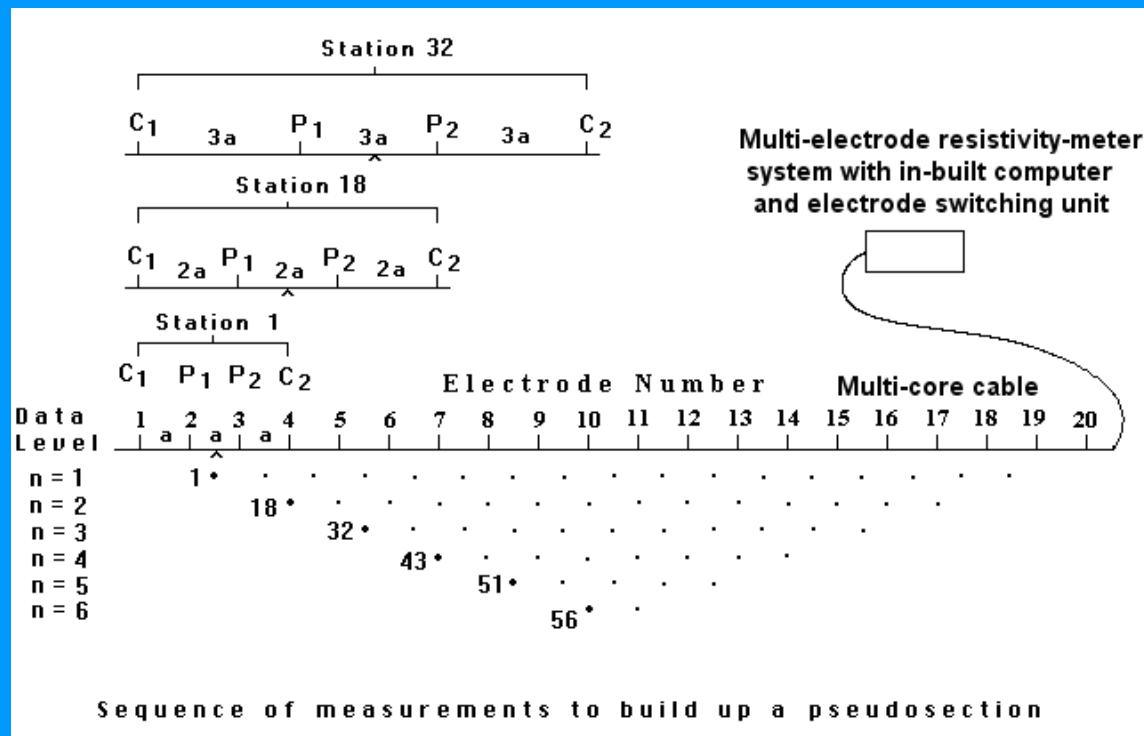 Station 32
C1 3a P1 3a P2 3a C2
Station 18
C1 2a P1 2a P2 2a C2
Station 1
C1 P1 P2 C2
Multi-electrode resistivity-meter
system with in-built computer
and electrode switching unit
Electrode Number
Multi-core cable
Data
Level
1 2 3 4 5 6 7 8 9 10 11 12 13 14 15 16 17 18 19 20
a a a
n = 1 1
n = 2 18
n = 3 32
n = 4 43
n = 5 51
n = 6 56
Sequence of measurements to build up a pseudosection